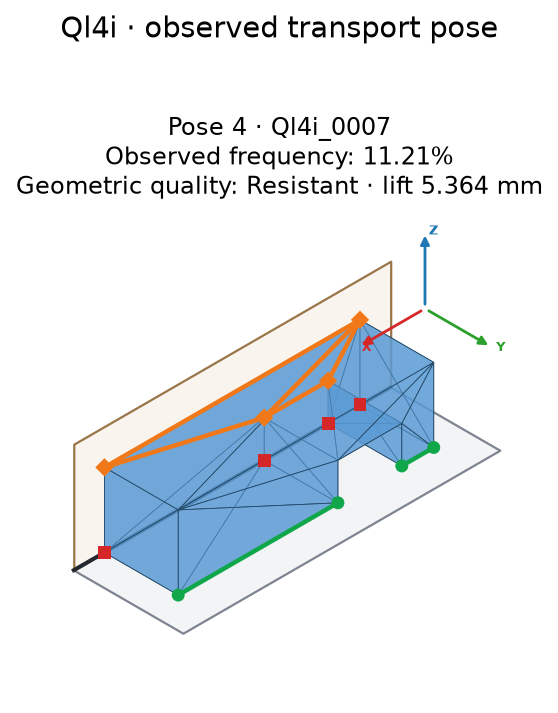 Ql4i · observed transport pose
Pose 4 · Ql4i_0007
Observed frequency: 11.21%
Geometric quality: Resistant · lift 5.364 mm
Z
X
Y